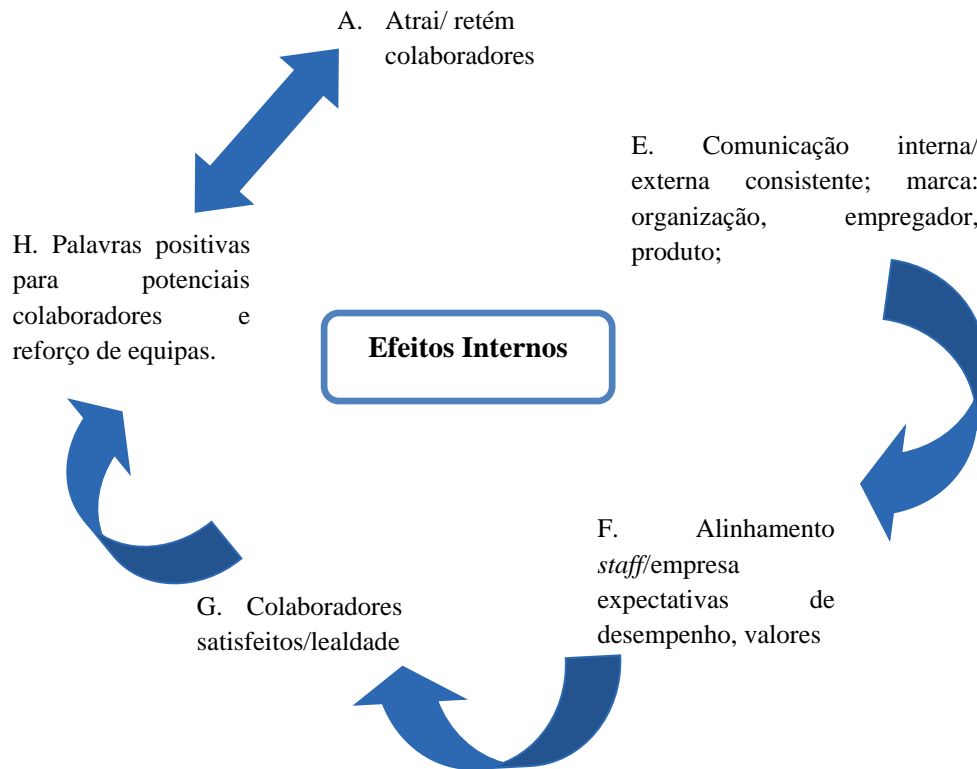 A. Atrai/ retém
colaboradores
E. Comunicação interna/
externa consistente; marca:
organização, empregador,
produto;
H. Palavras positivas
para potenciais
colaboradores e
reforço de equipas.
Efeitos Internos
F. Alinhamento
staff/empresa
expectativas de
desempenho, valores
G. Colaboradores
satisfeitos/lealdade